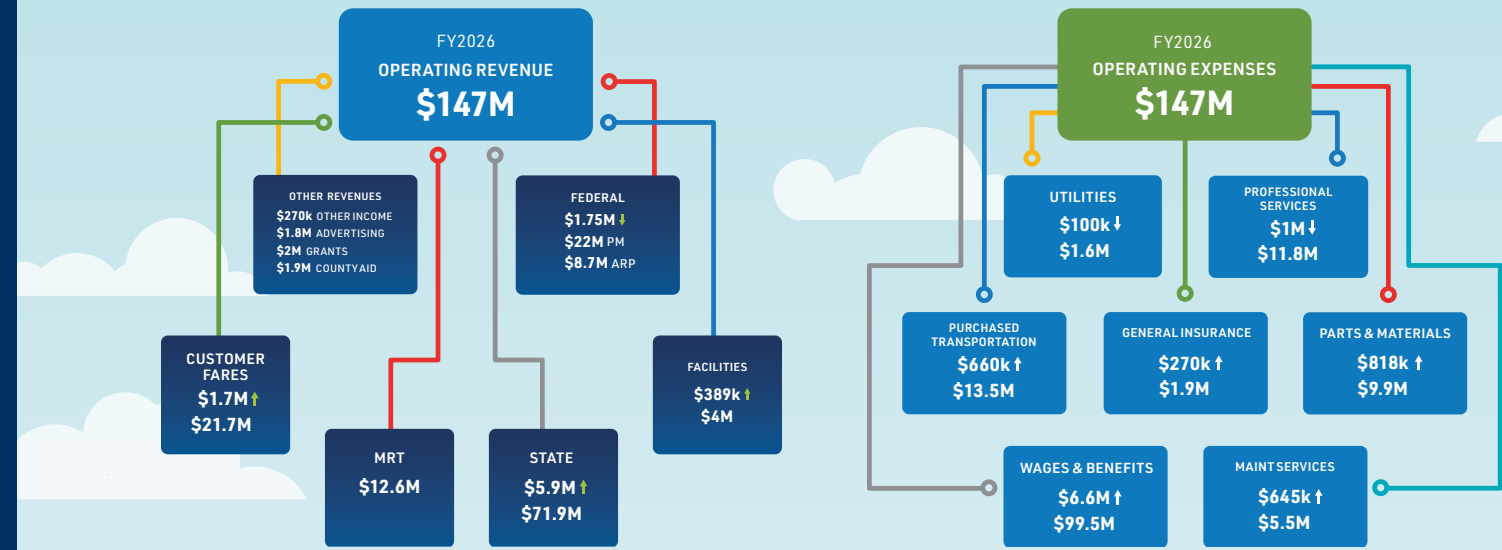 FY2026
OPERATING REVENUE
$147M
OTHER REVENUES
$270k OTHER INCOME
$1.8M ADVERTISING
$2M GRANTS
$1.9M COUNTY AID
FEDERAL
$1.75M ↓
$22M PM
$8.7M ARP
CUSTOMER
FARES
$1.7M ↑
$21.7M
MRT
$12.6M
STATE
$5.9M ↑
$71.9M
FACILITIES
$389k ↑
$4M
FY2026
OPERATING EXPENSES
$147M
UTILITIES
$100k ↓
$1.6M
PROFESSIONAL
SERVICES
$1M ↓
$11.8M
PURCHASED
TRANSPORTATION
$660k ↑
$13.5M
GENERAL INSURANCE
$270k ↑
$1.9M
PARTS & MATERIALS
$818k ↑
$9.9M
WAGES & BENEFITS
$6.6M ↑
$99.5M
MAINT SERVICES
$645k ↑
$5.5M